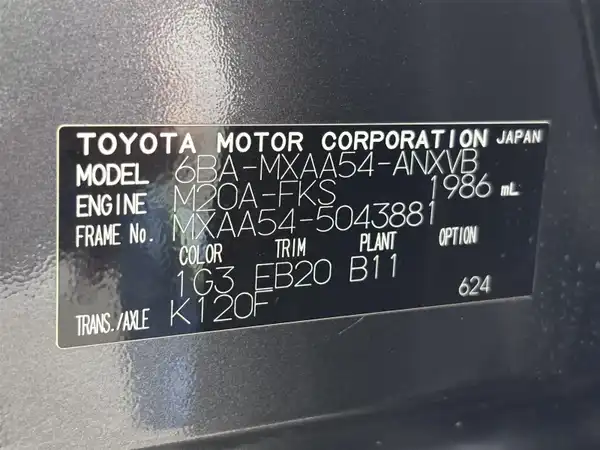 TOYOTA MOTOR CORPORATION JAPAN
MODEL 6BA-MXAA54-ANXVB
ENGINE M20A-FKS 1986 mL
FRAME No. MXAA54-5043881
COLOR TRIM PLANT OPTION
1G3 EB20 B11
TRANS./AXLE K120F 624